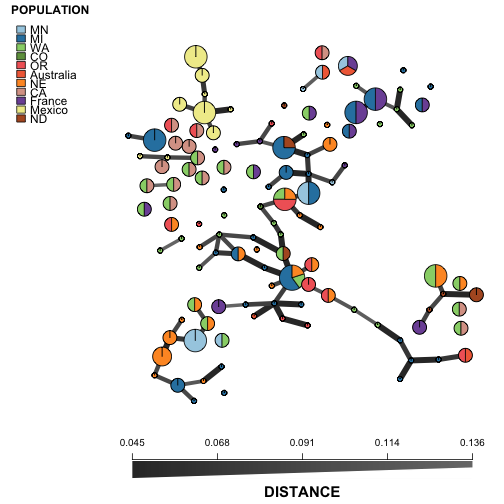 POPULATION
MN
MI
WA
CO
OR
Australia
NE
CA
France
Mexico
ND
0.045 0.068 0.091 0.114 0.136
DISTANCE